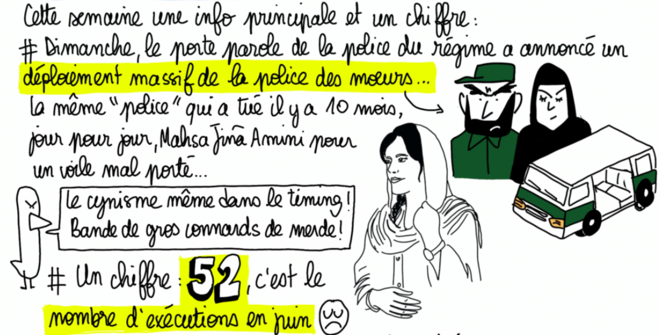 Cette semaine une info principale et un chiffre :
# Dimanche, le porte parole de la police du régime a annoncé un
déploiement massif de la police des moeurs...
la même "police" qui a tué il y a 10 mois,
jour pour jour, Mahsa Jîna Amini pour
un voile mal porté...
Le cynisme même dans le timing !
Bande de gros connards de merde !
# Un chiffre : 52, c'est le
nombre d'exécutions en juin